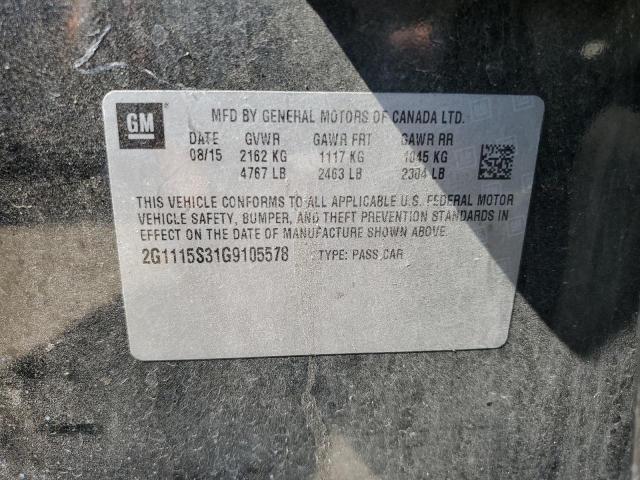 GM
MFD BY GENERAL MOTORS OF CANADA LTD.
DATE GVWR GAWR FRT GAWR RR
08/15 2162 KG 1117 KG 1045 KG
4767 LB 2463 LB 2304 LB
THIS VEHICLE CONFORMS TO ALL APPLICABLE U.S. FEDERAL MOTOR
VEHICLE SAFETY, BUMPER, AND THEFT PREVENTION STANDARDS IN
EFFECT ON THE DATE OF MANUFACTURE SHOWN ABOVE.
2G1115S31G9105578 TYPE: PASS CAR